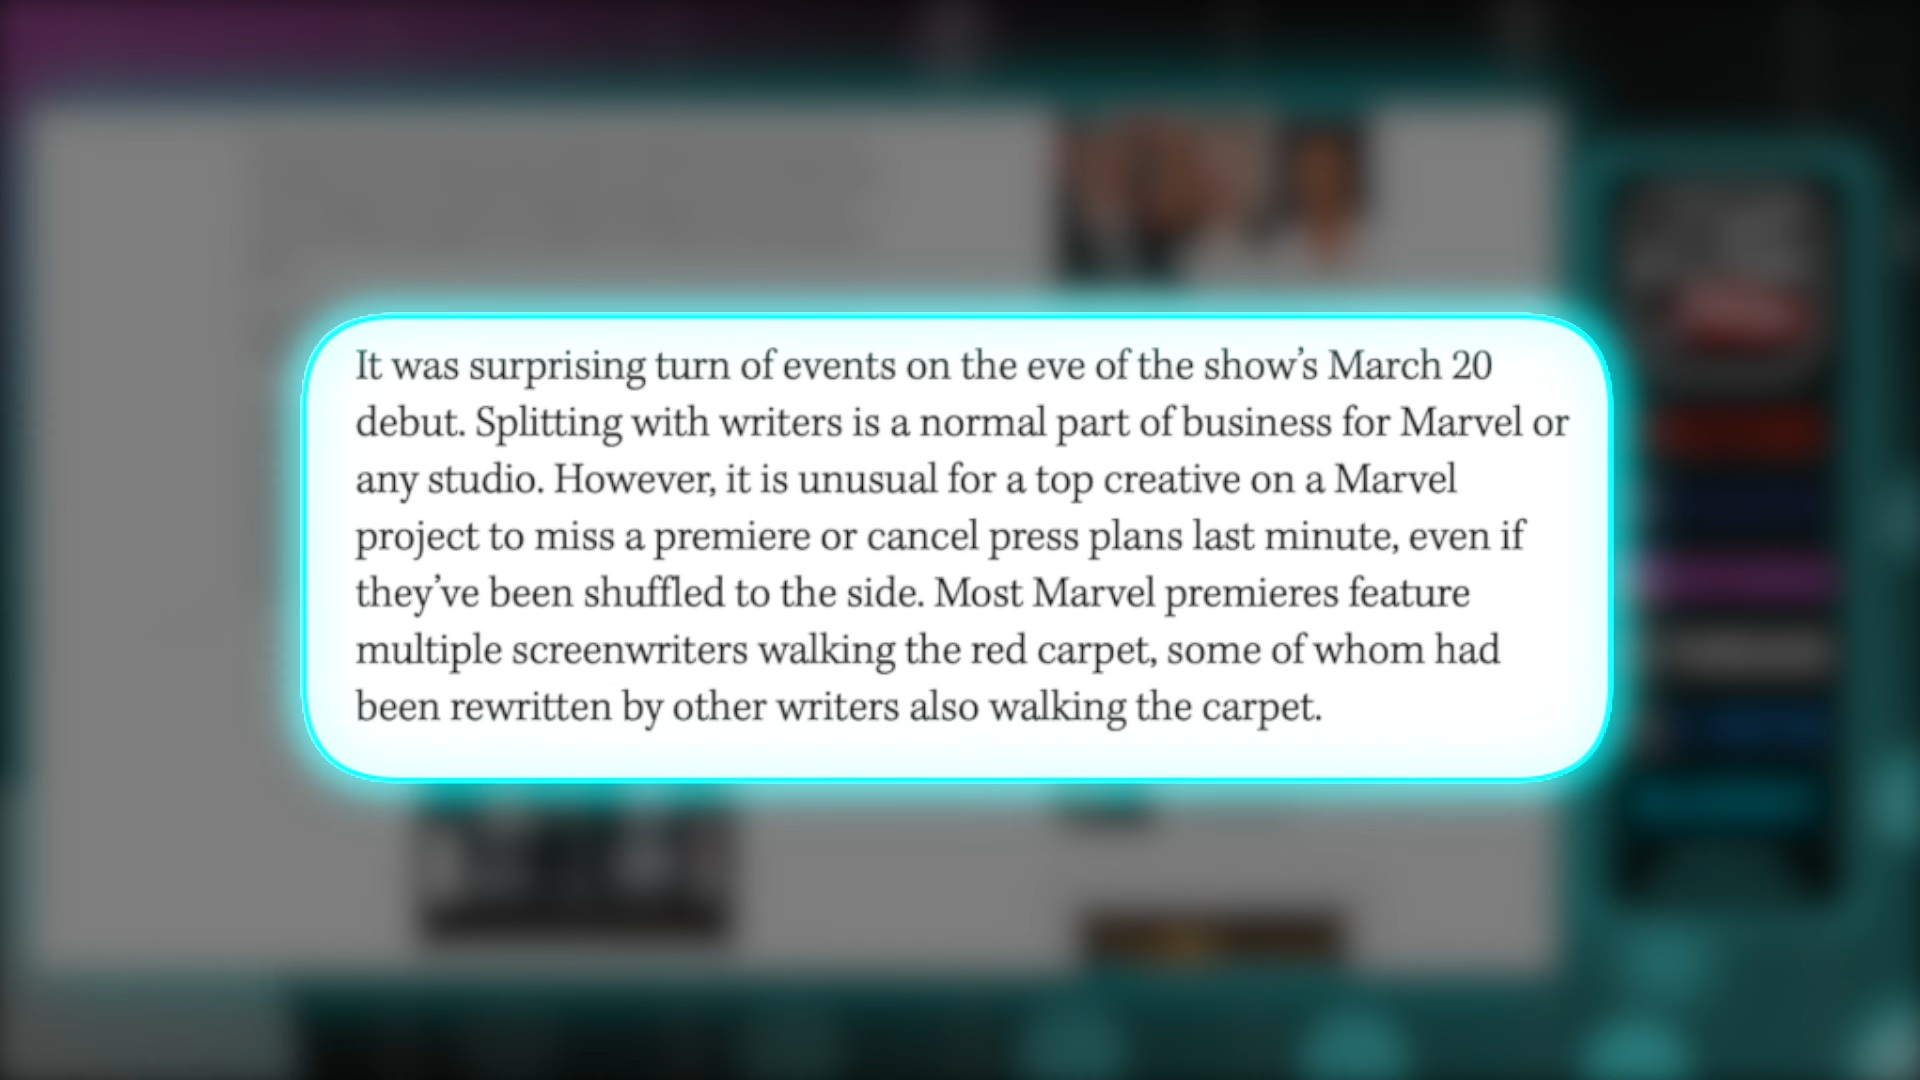 It was surprising turn of events on the eve of the show’s March 20
debut. Splitting with writers is a normal part of business for Marvel or
any studio. However, it is unusual for a top creative on a Marvel
project to miss a premiere or cancel press plans last minute, even if
they’ve been shuffled to the side. Most Marvel premieres feature
multiple screenwriters walking the red carpet, some of whom had
been rewritten by other writers also walking the carpet.